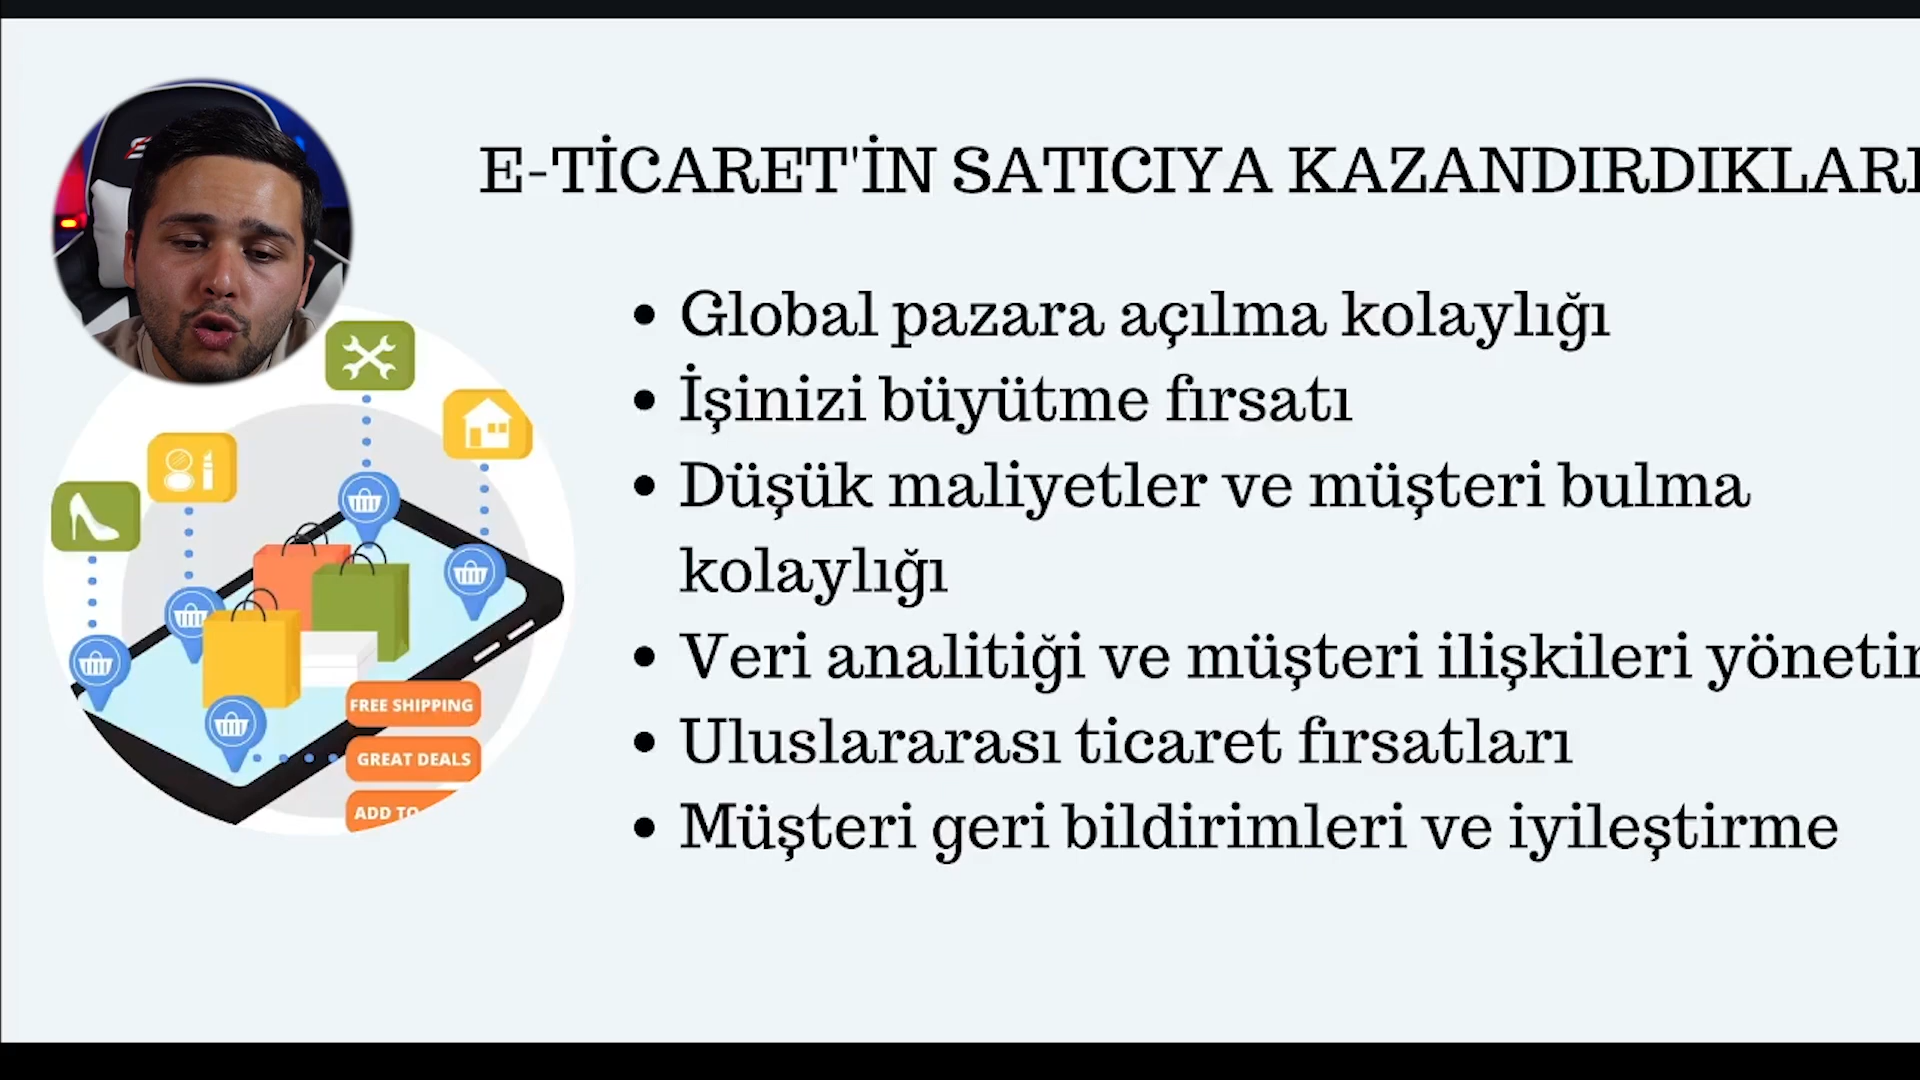 E-TİCARET'İN SATICIYA KAZANDIRDIKLARI
• Global pazara açılma kolaylığı
• İşinizi büyütme fırsatı
• Düşük maliyetler ve müşteri bulma
kolaylığı
• Veri analitiği ve müşteri ilişkileri
• Uluslararası ticaret fırsatları
• Müşteri geri bildirimleri ve iyileştirme
FREE SHIPPING
GREAT DEALS
ADD TO